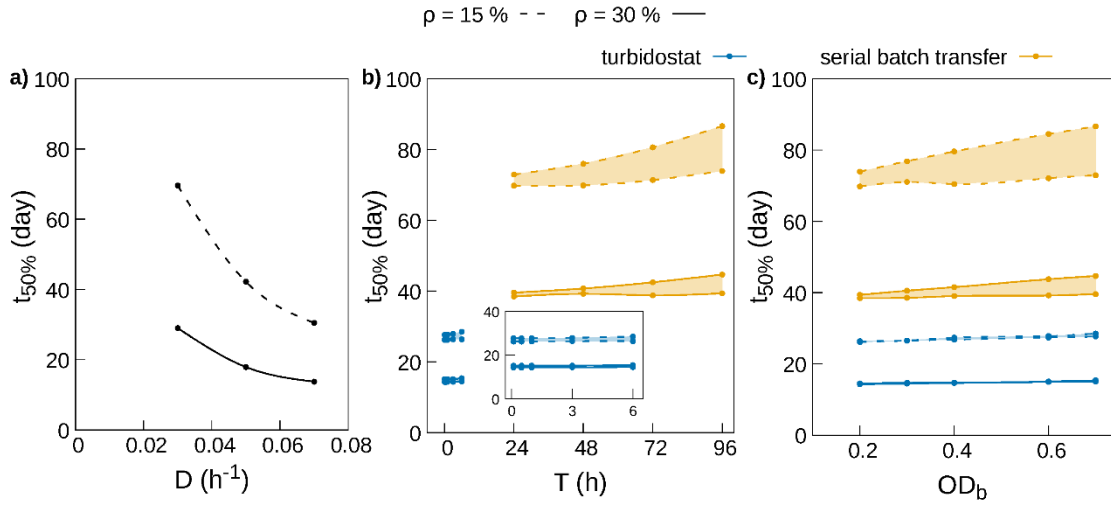 ρ = 15 % ρ = 30 %
turbidostat serial batch transfer
a) b) c)
100 100 100
80 80 80
60 60 60
40 40 40
20 20 20
0 0 0
t50% (day) t50% (day) t50% (day)
40
20
0
0 3 6
0 0.02 0.04 0.06 0.08 0 24 48 72 96 0.2 0.4 0.6
D (h-1) T (h) ODb